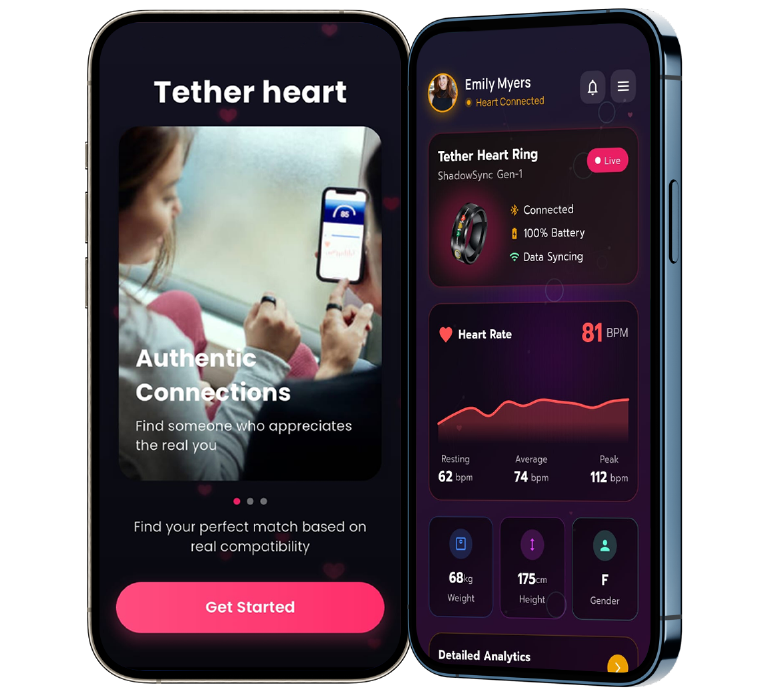 Tether heart
85
Authentic
Connections
Find someone who appreciates
the real you
Find your perfect match based on
real compatibility
Get Started
Emily Myers
Heart Connected
Tether Heart Ring
Live
ShadowSync Gen-1
Connected
100% Battery
Data Syncing
Heart Rate
81 BPM
Resting
Average
Peak
62 bpm
74 bpm
112 bpm
68kg
175cm
F
Weight
Height
Gender
Detailed Analytics